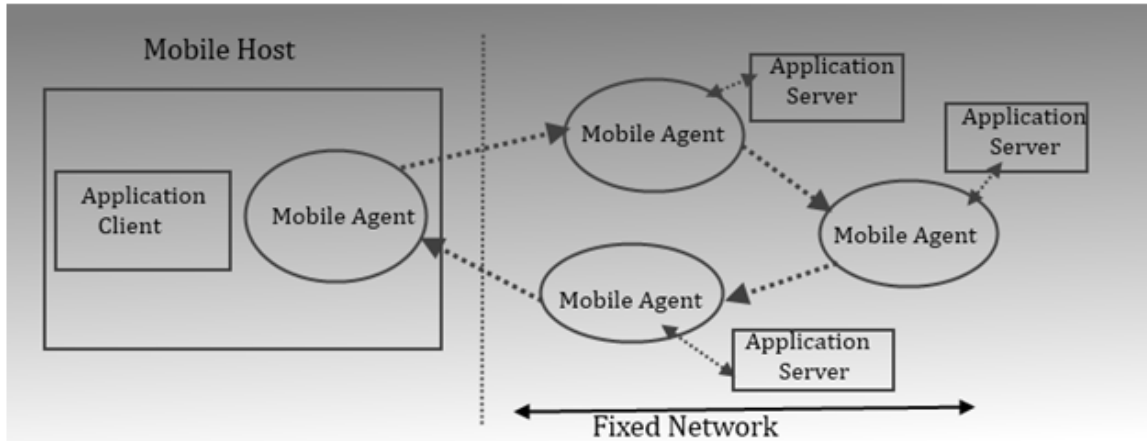 Mobile Host
Application
Client
Mobile Agent
Mobile Agent
Application
Server
Application
Server
Mobile Agent
Mobile Agent
Application
Server
Fixed Network